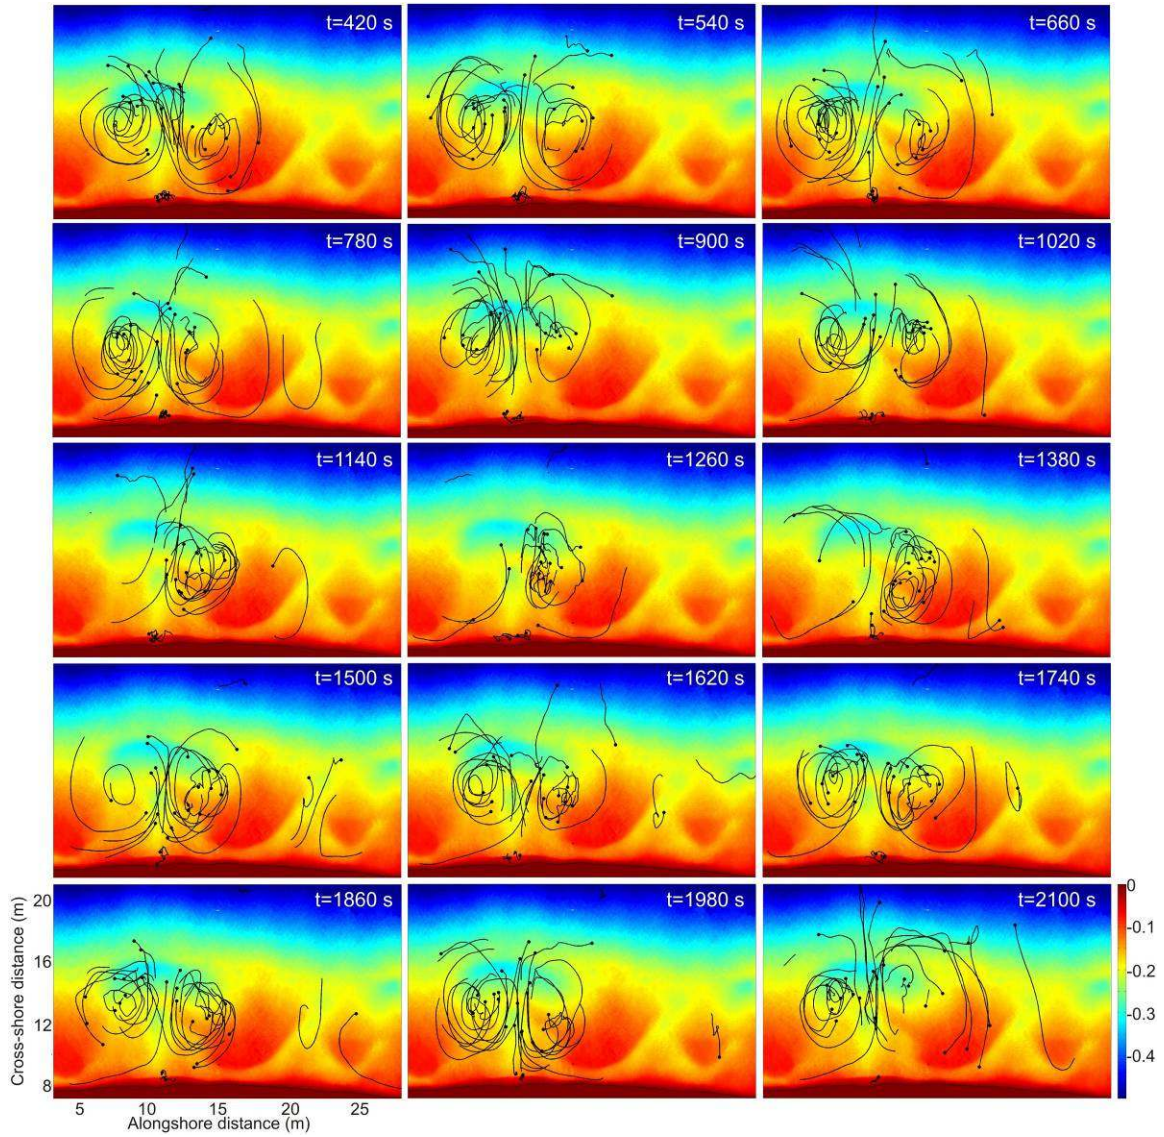 t=420 s
t=540 s
t=660 s
t=780 s
t=900 s
t=1020 s
t=1140 s
t=1260 s
t=1380 s
t=1500 s
t=1620 s
t=1740 s
t=1860 s
t=1980 s
t=2100 s
Cross-shore distance (m)
20
16
12
8
5 10 15 20 25
Alongshore distance (m)
0
-0.1
-0.2
-0.3
-0.4